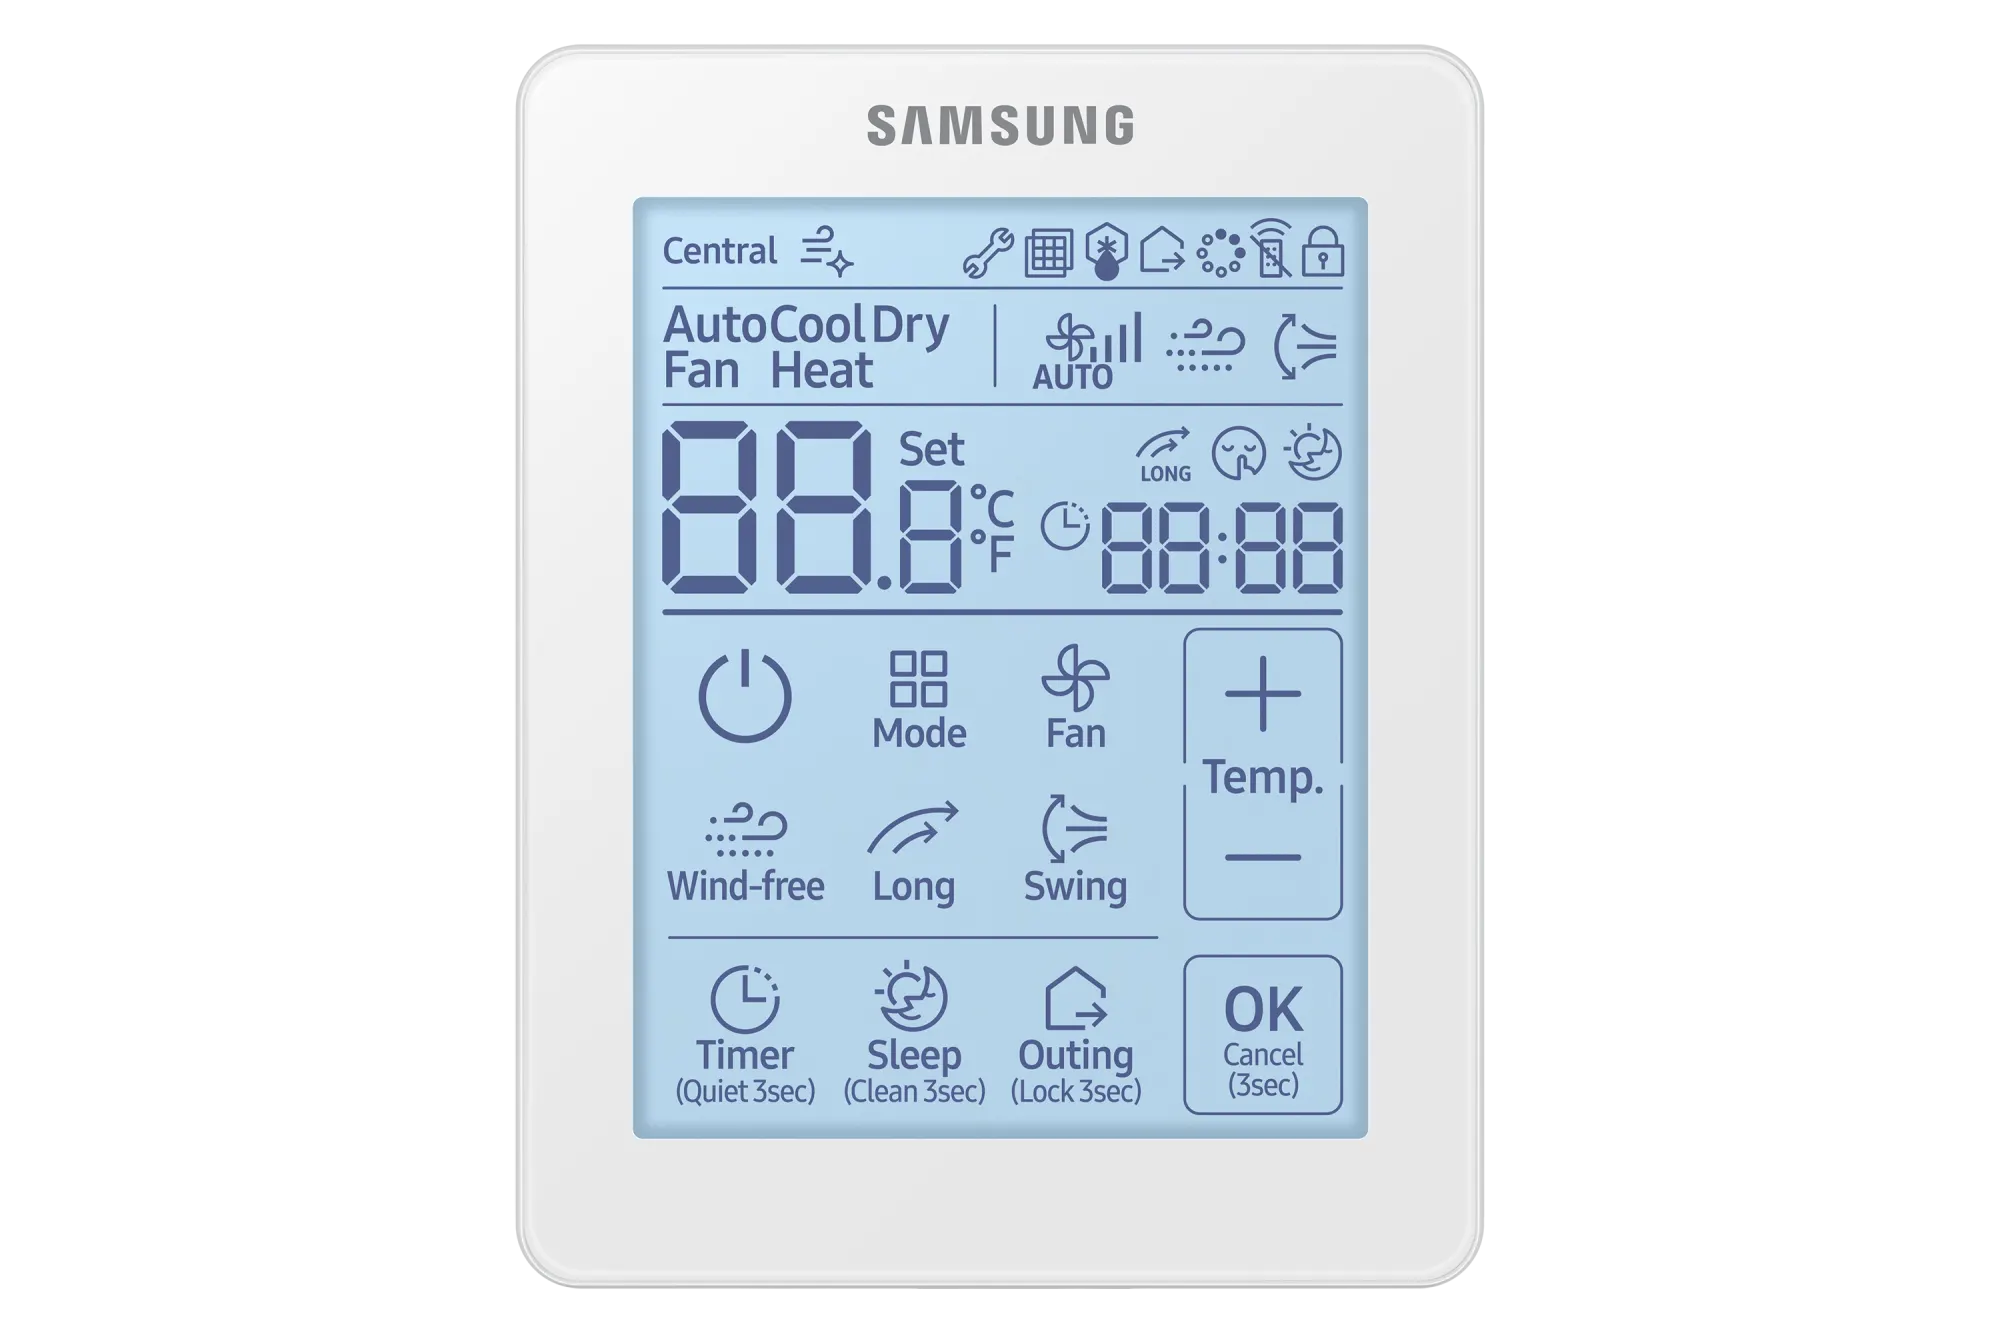 SAMSUNG
Central
Auto Cool Dry
Fan Heat
AUTO
88.8 Set °C °F
LONG
88:88
Mode
Fan
+
Temp.
−
Wind-free
Long
Swing
Timer
(Quiet 3sec)
Sleep
(Clean 3sec)
Outing
(Lock 3sec)
OK
Cancel
(3sec)